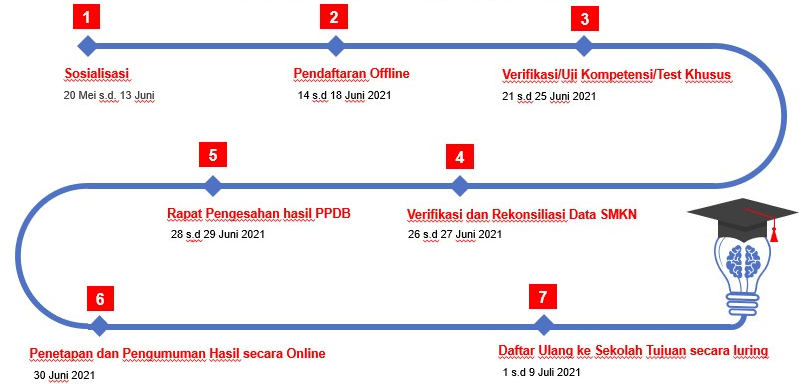 1
Sosialisasi
20 Mei s.d. 13 Juni
2
Pendaftaran Offline
14 s.d 18 Juni 2021
3
Verifikasi/Uji Kompetensi/Test Khusus
21 s.d 25 Juni 2021
4
Verifikasi dan Rekonsiliasi Data SMKN
26 s.d 27 Juni 2021
5
Rapat Pengesahan hasil PPDB
28 s.d 29 Juni 2021
6
Penetapan dan Pengumuman Hasil secara Online
30 Juni 2021
7
Daftar Ulang ke Sekolah Tujuan secara luring
1 s.d 9 Juli 2021